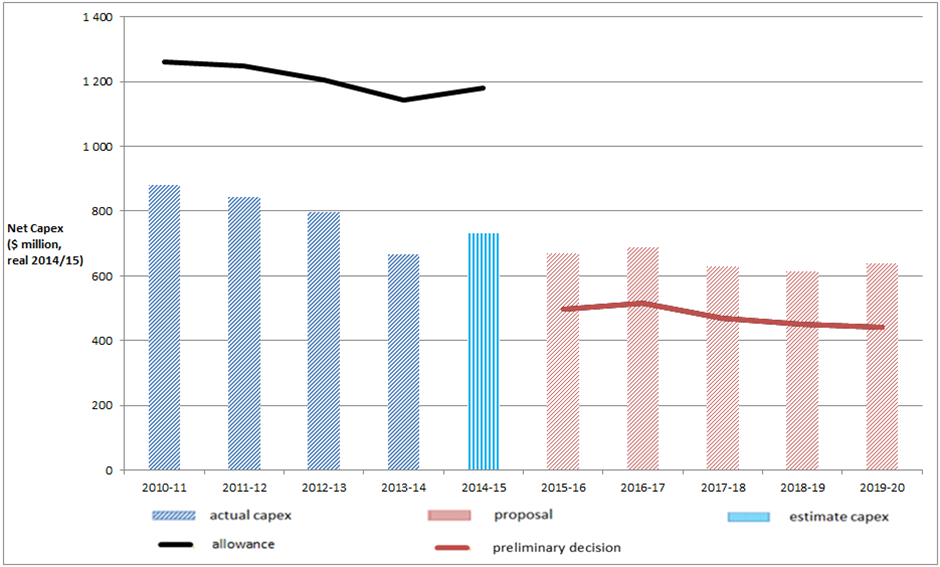 1 400
1 200
1 000
800
600
400
200
0
Net Capex
($ million,
real 2014/15)
2010-11 2011-12 2012-13 2013-14 2014-15 2015-16 2016-17 2017-18 2018-19 2019-20
actual capex proposal estimate capex
allowance preliminary decision